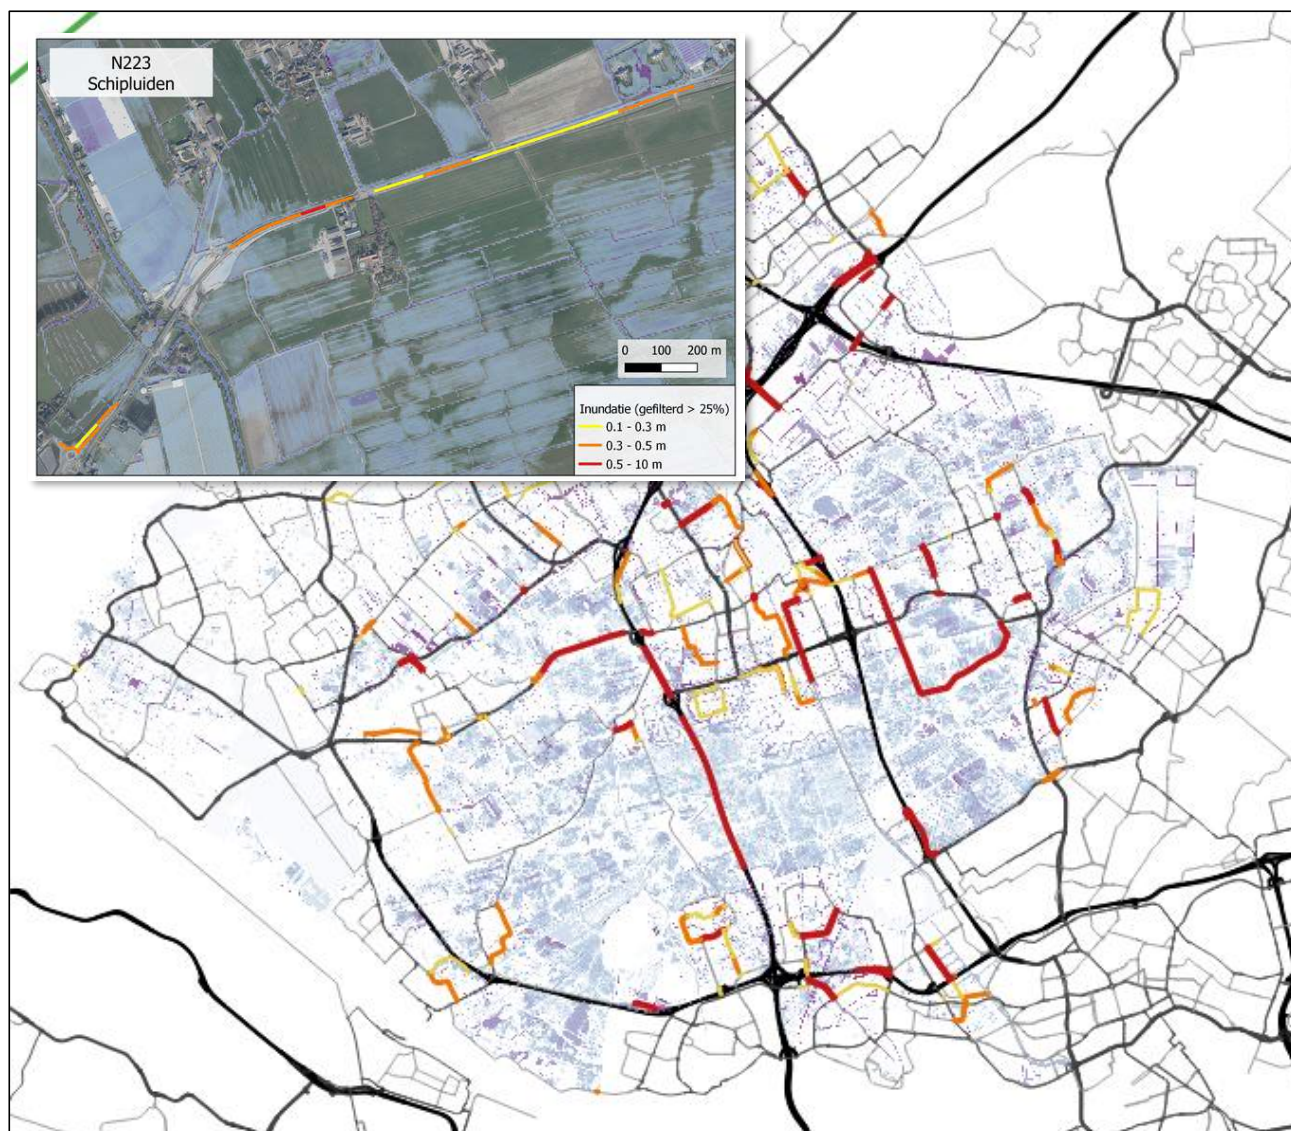 N223
Schipluiden
0 100 200 m
Inundatie (gefilterd > 25%)
0.1 - 0.3 m
0.3 - 0.5 m
0.5 - 10 m